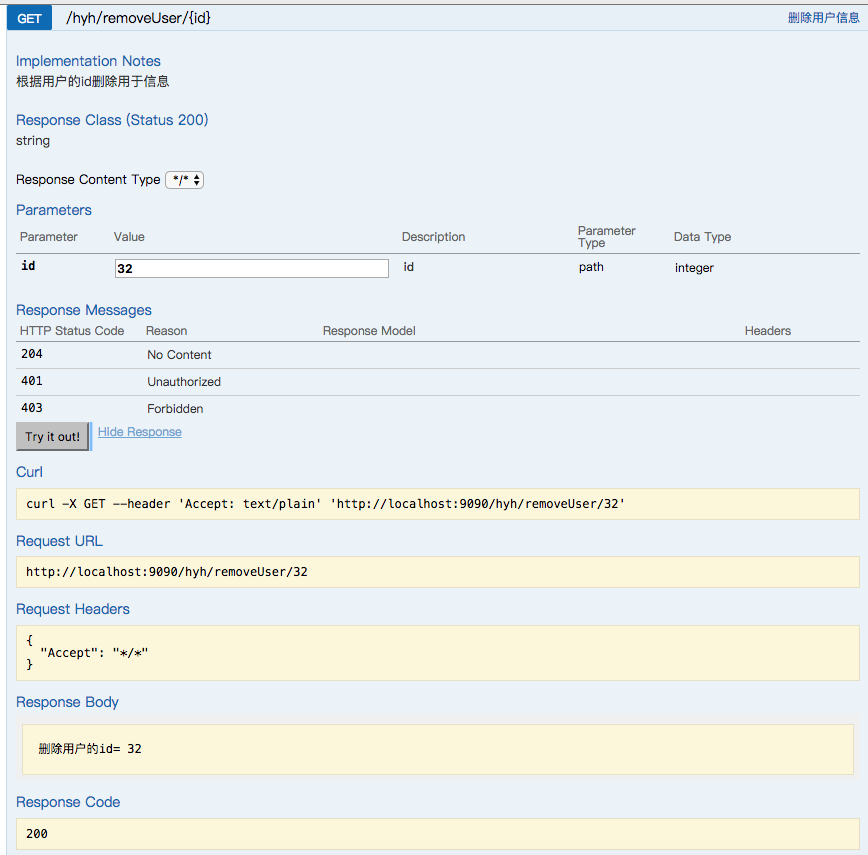 GET /hyh/removeUser/{id} 删除用户信息
Implementation Notes
根据用户的id删除用于信息
Response Class (Status 200)
string
Response Content Type */*
Parameters
Parameter Value Description Parameter Type Data Type
id 32 id path integer
Response Messages
HTTP Status Code Reason Response Model Headers
204 No Content
401 Unauthorized
403 Forbidden
Try it out! Hide Response
Curl
curl -X GET --header 'Accept: text/plain' 'http://localhost:9090/hyh/removeUser/32'
Request URL
http://localhost:9090/hyh/removeUser/32
Request Headers
{
"Accept": "*/*"
}
Response Body
删除用户的id= 32
Response Code
200